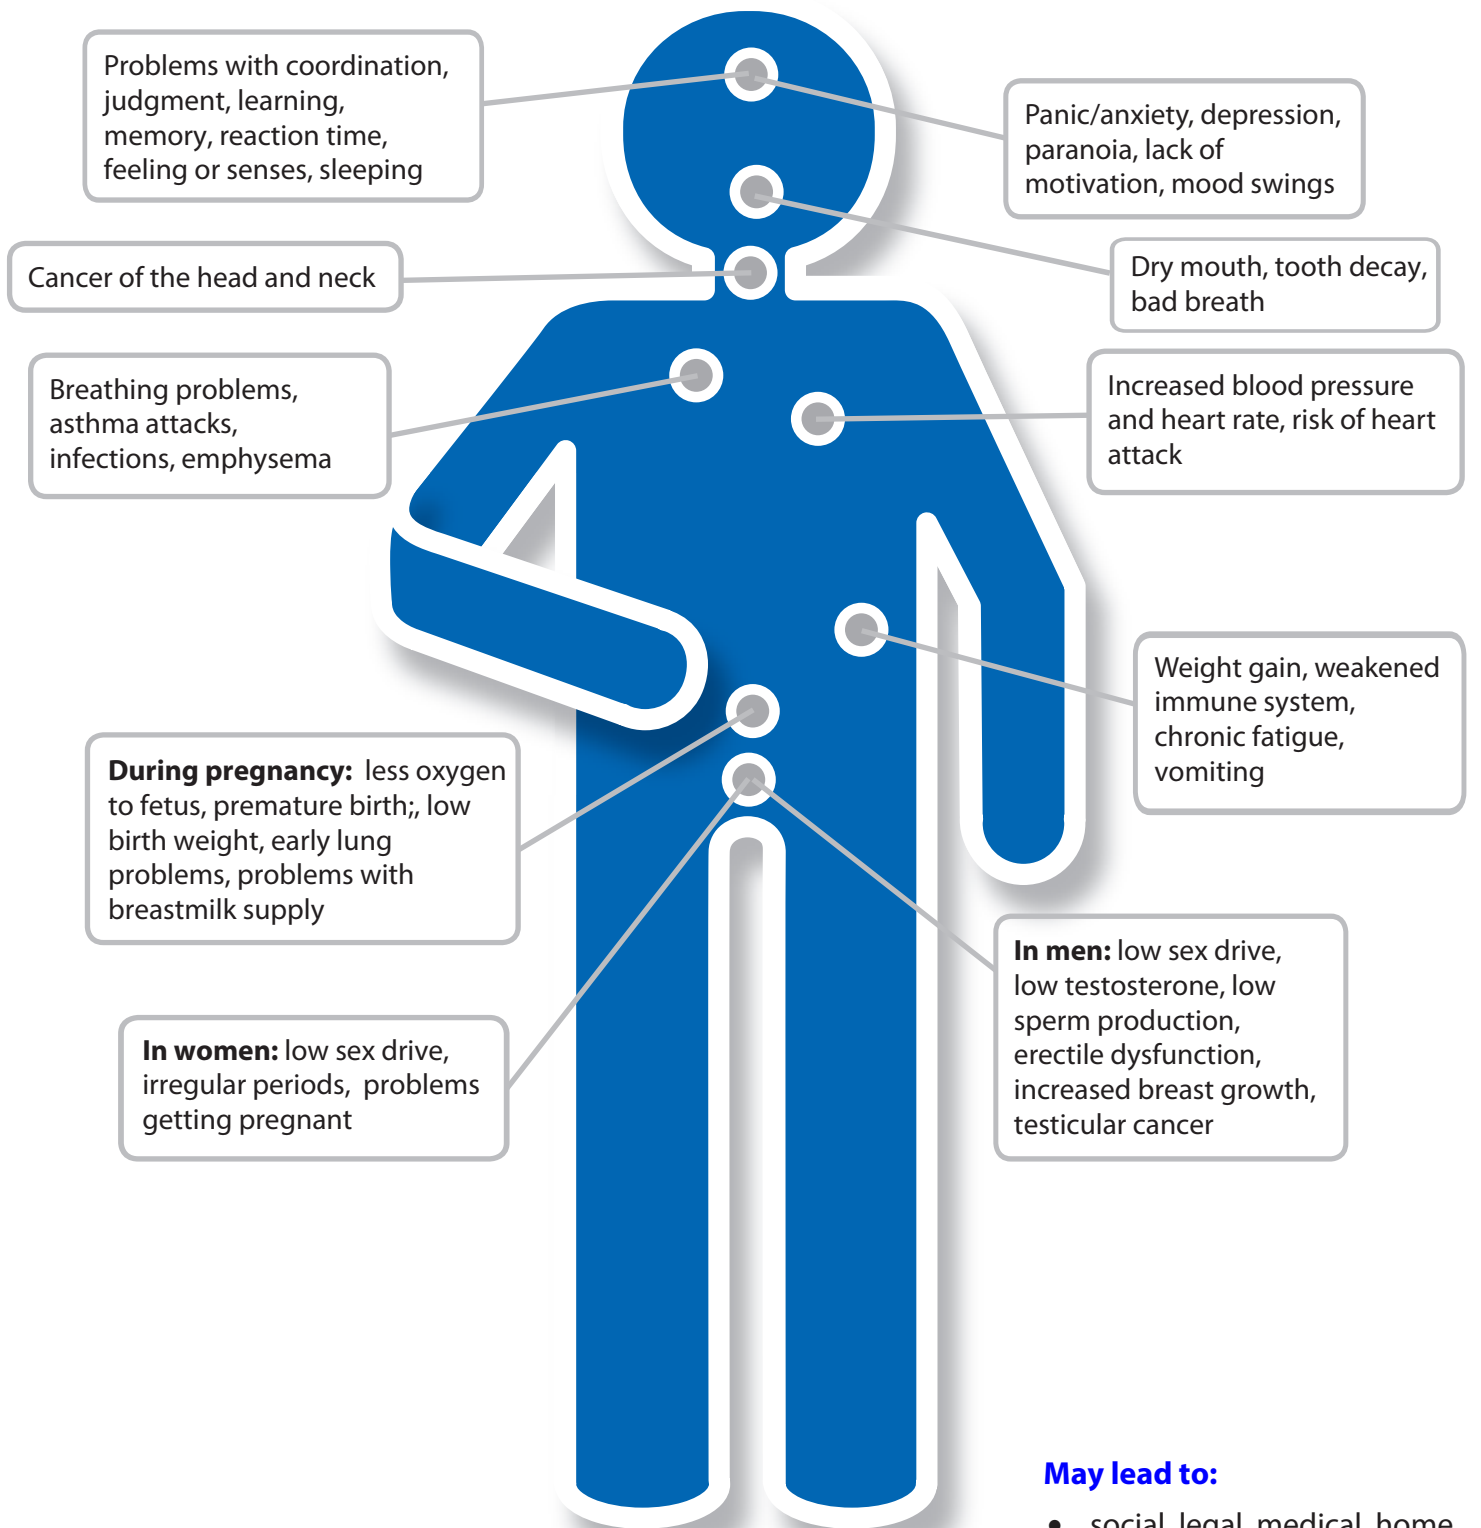 Problems with coordination,
judgment, learning,
memory, reaction time,
feeling or senses, sleeping
Panic/anxiety, depression,
paranoia, lack of
motivation, mood swings
Cancer of the head and neck
Dry mouth, tooth decay,
bad breath
Breathing problems,
asthma attacks,
infections, emphysema
Increased blood pressure
and heart rate, risk of heart
attack
Weight gain, weakened
immune system,
chronic fatigue,
vomiting
During pregnancy: less oxygen
to fetus, premature birth;, low
birth weight, early lung
problems, problems with
breastmilk supply
In men: low sex drive,
low testosterone, low
sperm production,
erectile dysfunction,
increased breast growth,
testicular cancer
In women: low sex drive,
irregular periods, problems
getting pregnant
May lead to:
• social legal medical home